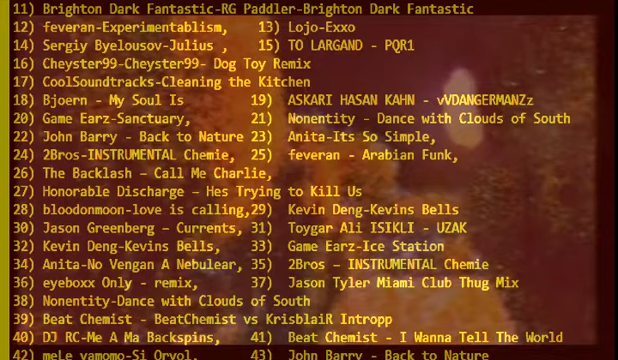 11) Brighton Dark Fantastic-RG Paddler-Brighton Dark Fantastic
12) feveran-Experimentablism, 13) Lojo-Exxo
14) Sergiy Byelousov-Julius , 15) TO LARGAND - PQR1
16) Cheyster99-Cheyster99- Dog Toy Remix
17) CoolSoundtracks-Cleaning the Kitchen
18) Bjoern - My Soul Is 19) ASKARI HASAN KAHN - vVDANGERMANZz
20) Game Earz-Sanctuary, 21) Nonentity - Dance with Clouds of South
22) John Barry - Back to Nature 23) Anita-Its So Simple,
24) 2Bros-INSTRUMENTAL Chemie, 25) feveran - Arabian Funk,
26) The Backlash – Call Me Charlie,
27) Honorable Discharge – Hes Trying to Kill Us
28) bloodonmoon-love is calling,29) Kevin Deng-Kevins Bells
30) Jason Greenberg – Currents, 31) Toygar Ali ISIKLI - UZAK
32) Kevin Deng-Kevins Bells, 33) Game Earz-Ice Station
34) Anita-No Vengan A Nebulear, 35) 2Bros – INSTRUMENTAL Chemie
36) eyeboxx Only - remix, 37) Jason Tyler Miami Club Thug Mix
38) Nonentity-Dance with Clouds of South
39) Beat Chemist - BeatChemist vs KrisblaiR Intropp
40) DJ RC-Me A Ma Backspins, 41) Beat Chemist - I Wanna Tell The World
42) meLe yamomo-Si Oryol, 43) John Barry - Back to Nature